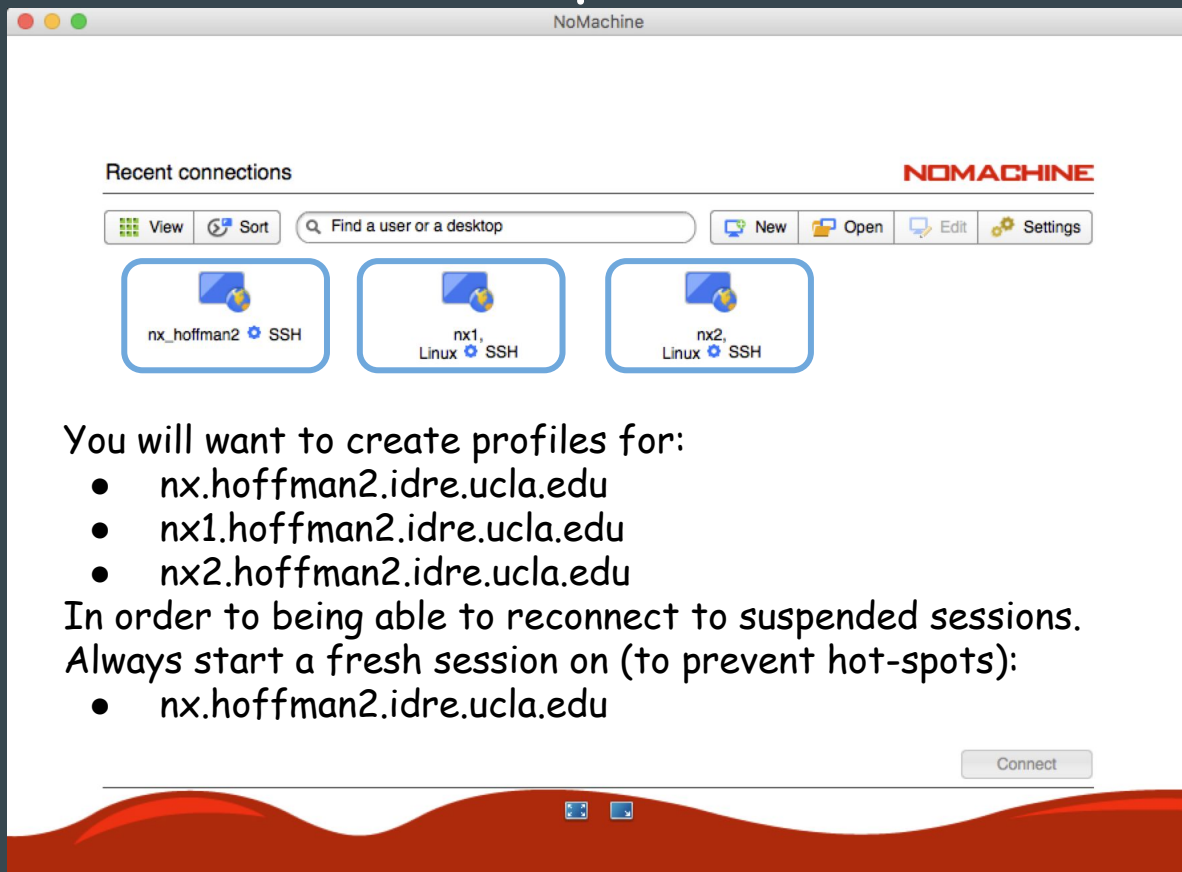 NoMachine
Recent connections
NOMACHINE
View
Sort
Find a user or a desktop
New
Open
Edit
Settings
nx_hoffman2 SSH
nx1,
Linux SSH
nx2,
Linux SSH
You will want to create profiles for:
● nx.hoffman2.idre.ucla.edu
● nx1.hoffman2.idre.ucla.edu
● nx2.hoffman2.idre.ucla.edu
In order to being able to reconnect to suspended sessions.
Always start a fresh session on (to prevent hot-spots):
● nx.hoffman2.idre.ucla.edu
Connect